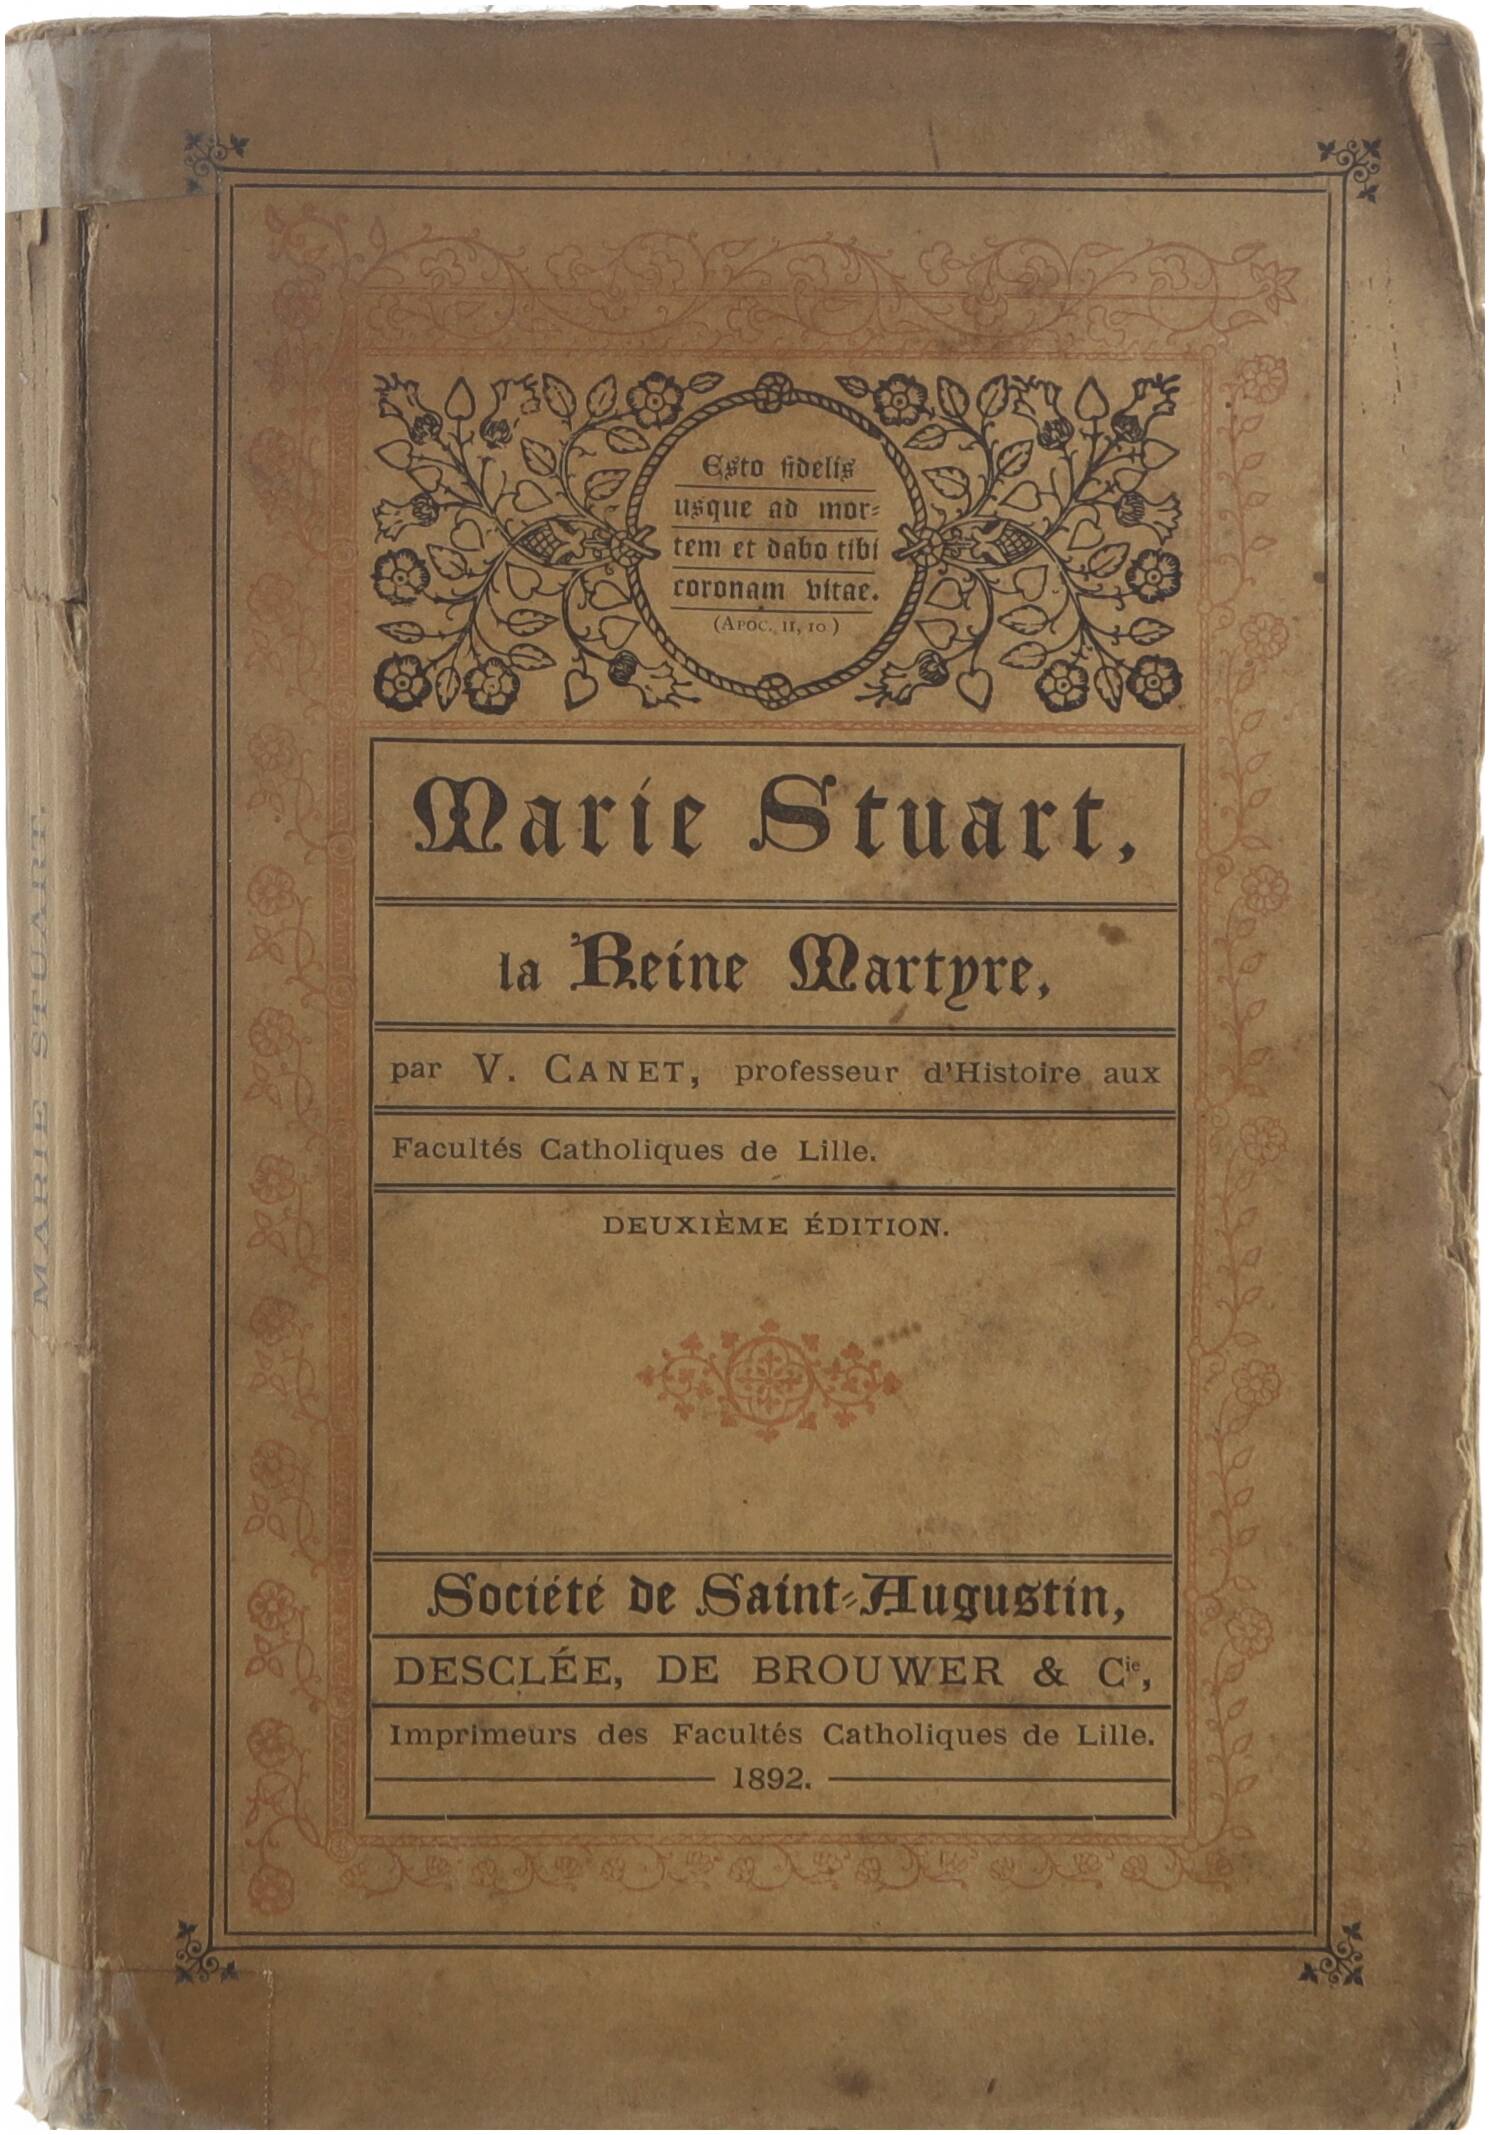 Esto fidelis
usque ad mor=
tem et dabo tibi
coronam vitae.
(APOC., II, 10)
Marie Stuart,
la Reine Martyre,
par V. CANET, professeur d'Histoire aux
Facultés Catholiques de Lille.
DEUXIÈME ÉDITION.
Société de Saint=Augustin,
DESCLÉE, DE BROUWER & Cie,
Imprimeurs des Facultés Catholiques de Lille.
1892.
MARIE STUART.